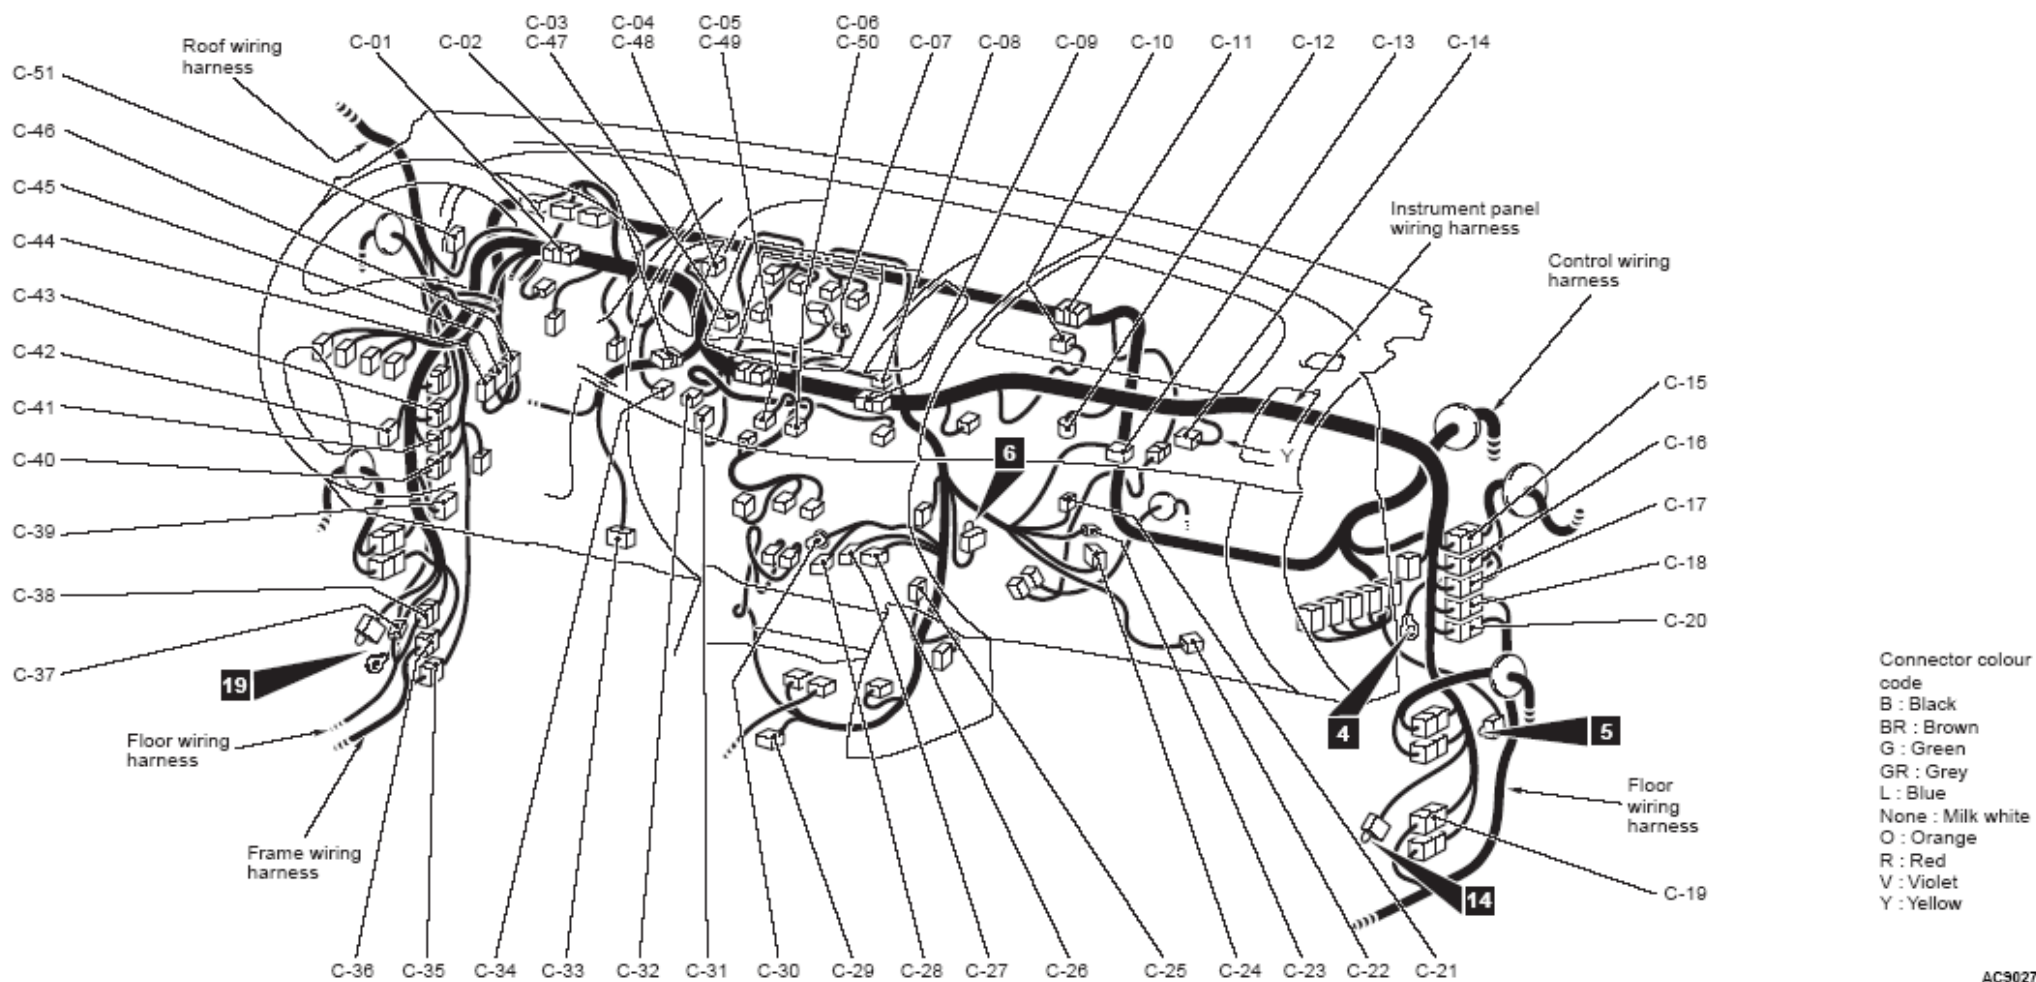 C-03
C-04
C-05
C-06
Roof wiring
harness
C-01
C-02
C-47
C-48
C-49
C-50
C-07
C-08
C-09
C-10
C-11
C-12
C-13
C-14
C-51
C-46
C-45
C-44
C-43
C-42
C-41
C-40
C-39
C-38
C-37
Instrument panel
wiring harness
Control wiring
harness
C-15
C-16
C-17
C-18
C-20
6
Y
19
4
5
14
Floor wiring
harness
Frame wiring
harness
Floor
wiring
harness
C-19
Connector colour
code
B : Black
BR : Brown
G : Green
GR : Grey
L : Blue
None : Milk white
O : Orange
R : Red
V : Violet
Y : Yellow
C-36
C-35
C-34
C-33
C-32
C-31
C-30
C-29
C-28
C-27
C-26
C-25
C-24
C-23
C-22
C-21
AC9027